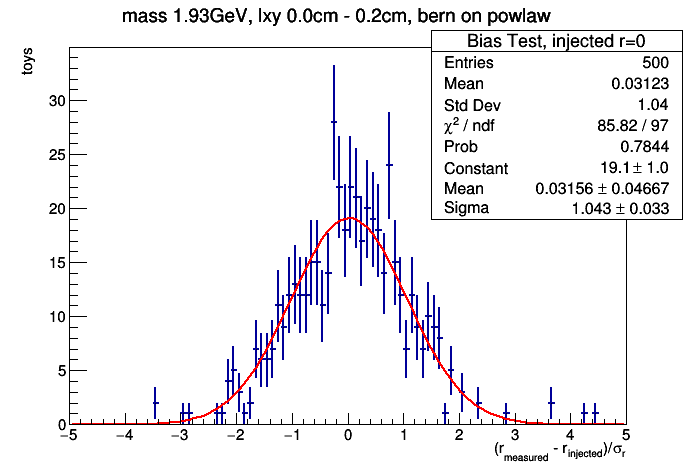 mass 1.93GeV, lxy 0.0cm - 0.2cm, bern on powlaw
Bias Test, injected r=0
Entries 500
Mean 0.03123
Std Dev 1.04
χ² / ndf 85.82 / 97
Prob 0.7844
Constant 19.1 ± 1.0
Mean 0.03156 ± 0.04667
Sigma 1.043 ± 0.033
toys
30
25
20
15
10
5
0
−5 −4 −3 −2 −1 0 1 2 3 4 5
(r_measured - r_injected)/σ_r